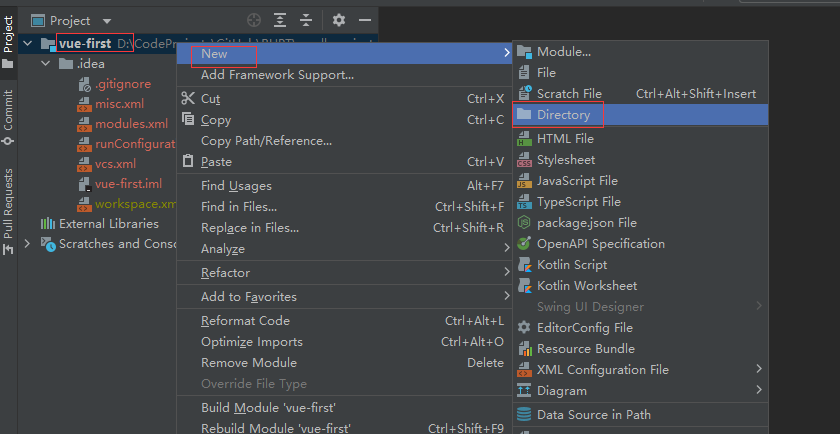 Project
Project
Commit
Pull Requests
vue-first
.idea
.gitignore
misc.xml
modules.xml
runConfigurat
vcs.xml
vue-first.iml
workspace.xm
External Libraries
Scratches and Conso
New
Add Framework Support...
Cut Ctrl+X
Copy Ctrl+C
Copy Path/Reference...
Paste Ctrl+V
Find Usages Alt+F7
Find in Files... Ctrl+Shift+F
Replace in Files... Ctrl+Shift+R
Analyze
Refactor
Add to Favorites
Reformat Code Ctrl+Alt+L
Optimize Imports Ctrl+Alt+O
Remove Module Delete
Override File Type
Build Module 'vue-first'
Rebuild Module 'vue-first' Ctrl+Shift+F9
Module...
File
Scratch File Ctrl+Alt+Shift+Insert
Directory
HTML File
Stylesheet
JavaScript File
TypeScript File
package.json File
OpenAPI Specification
Kotlin Script
Kotlin Worksheet
Swing UI Designer
EditorConfig File
Resource Bundle
XML Configuration File
Diagram
Data Source in Path